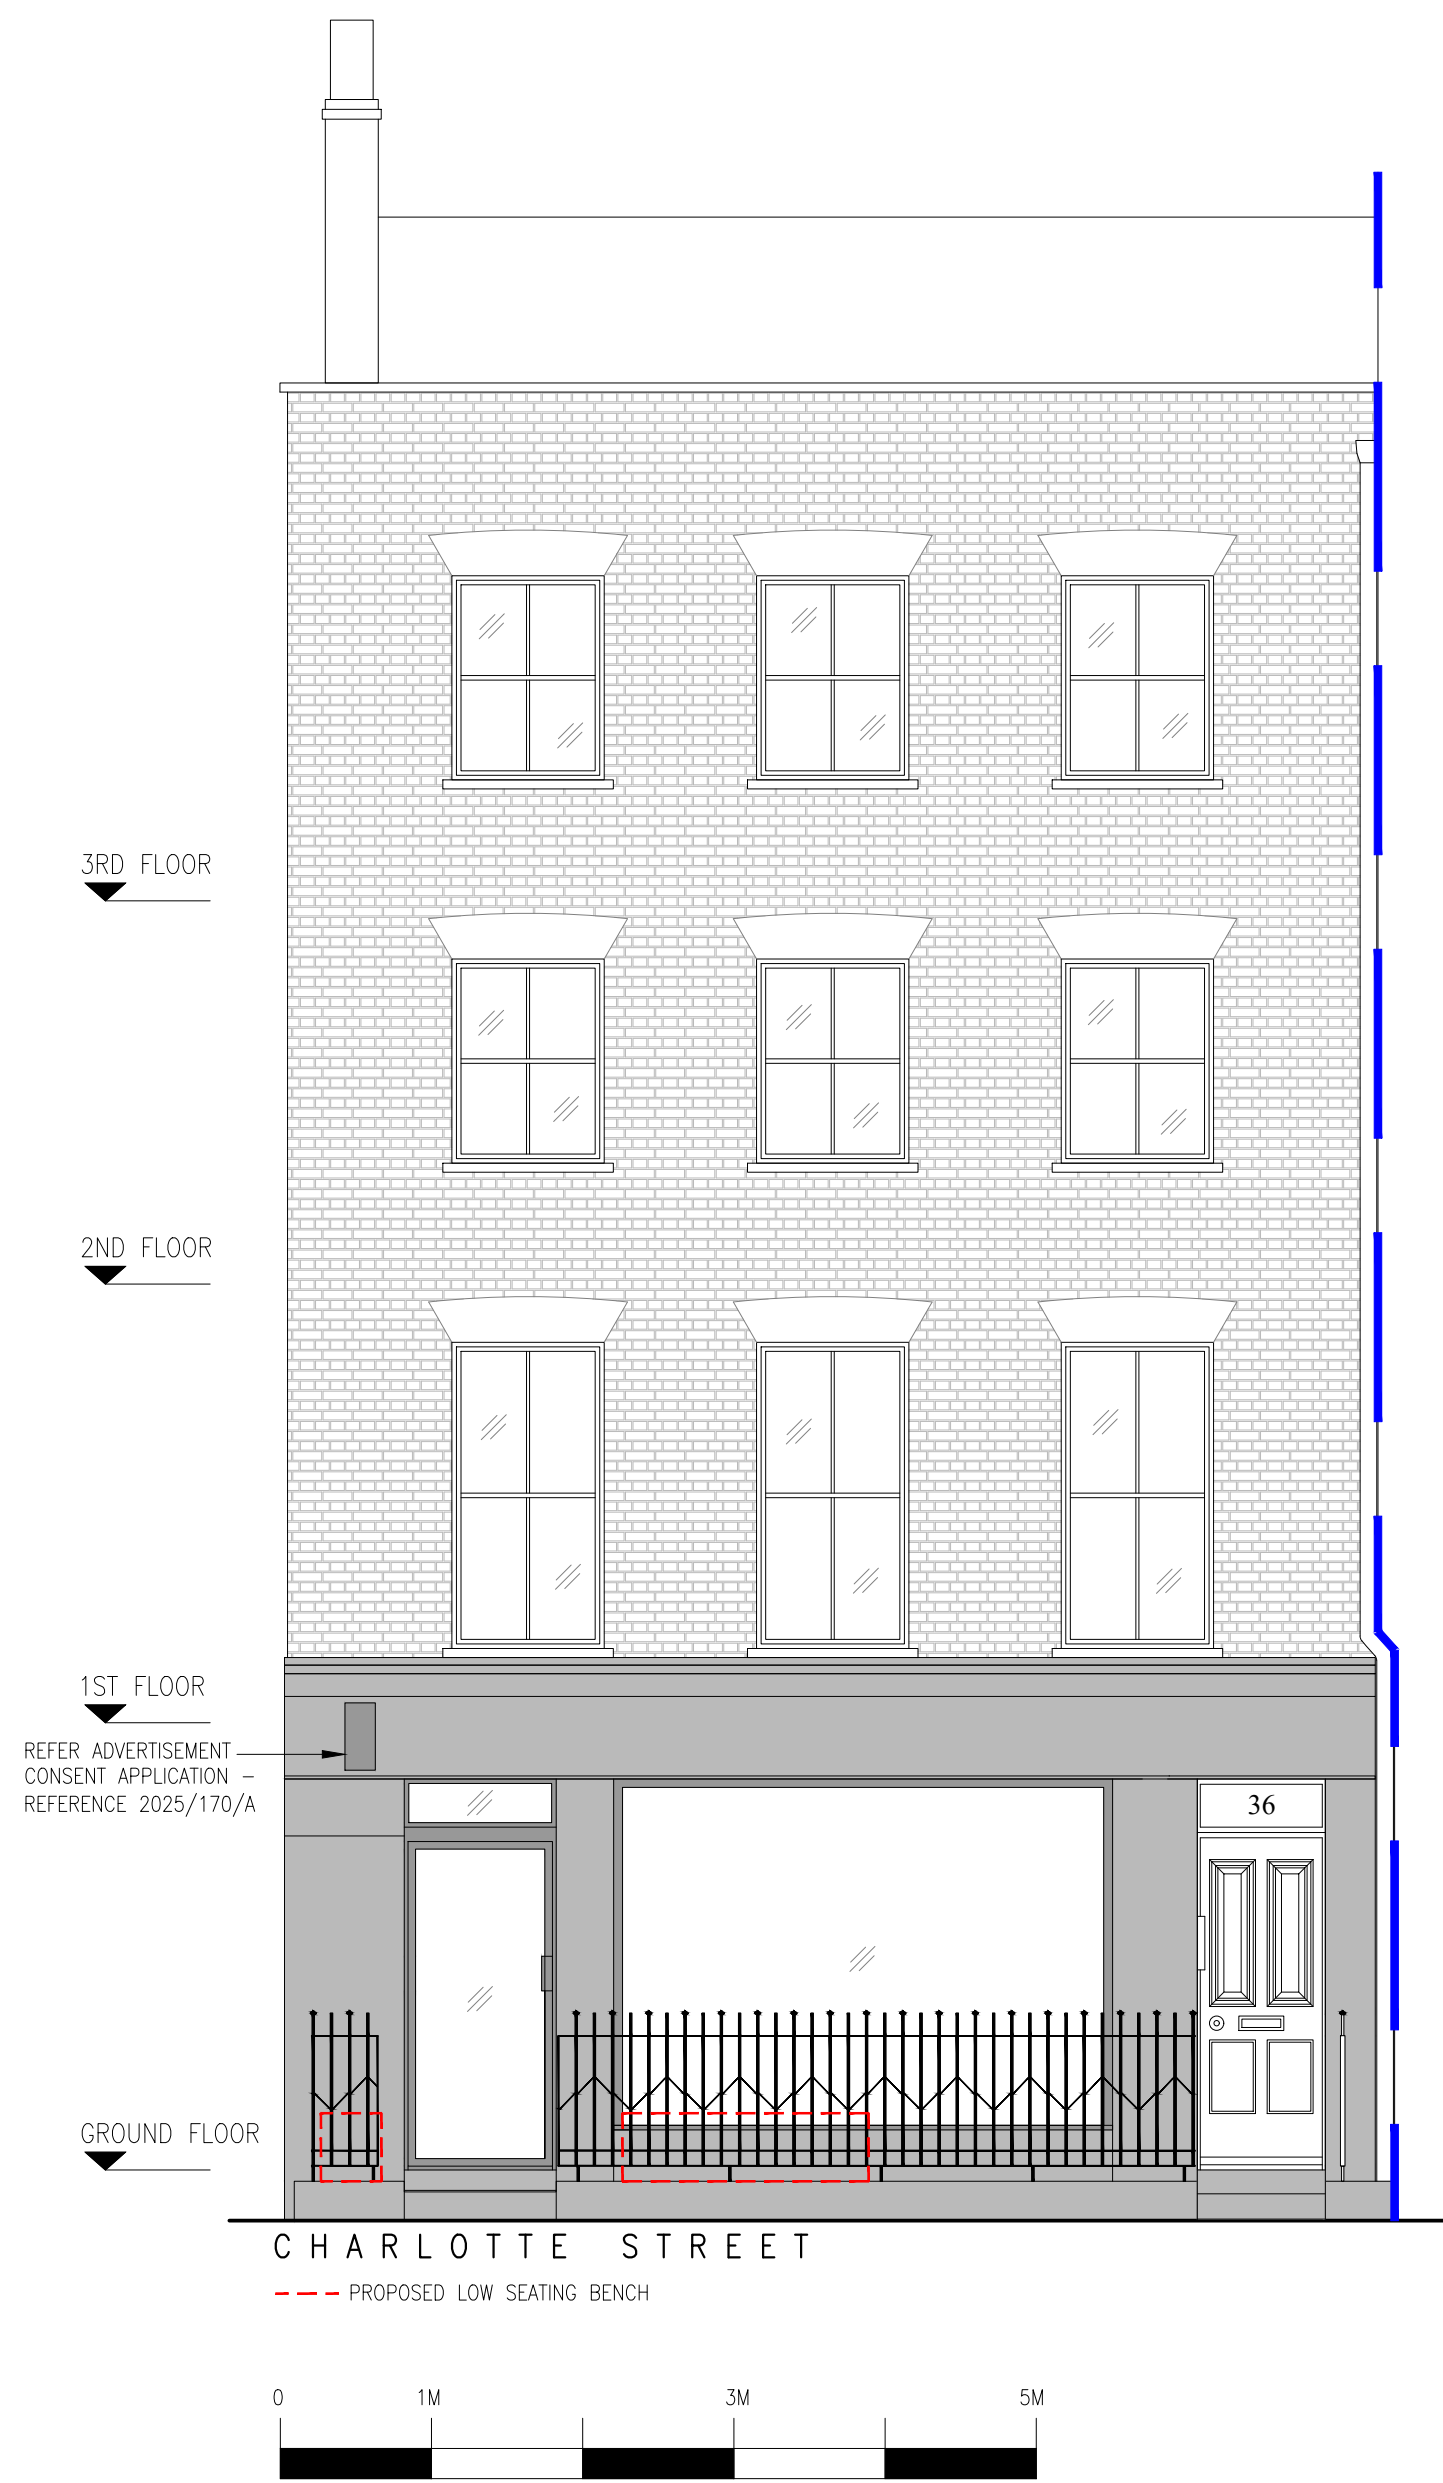 3RD FLOOR
2ND FLOOR
1ST FLOOR
REFER ADVERTISEMENT
CONSENT APPLICATION –
REFERENCE 2025/170/A
36
GROUND FLOOR
CHARLOTTE STREET
PROPOSED LOW SEATING BENCH
0 1M 3M 5M